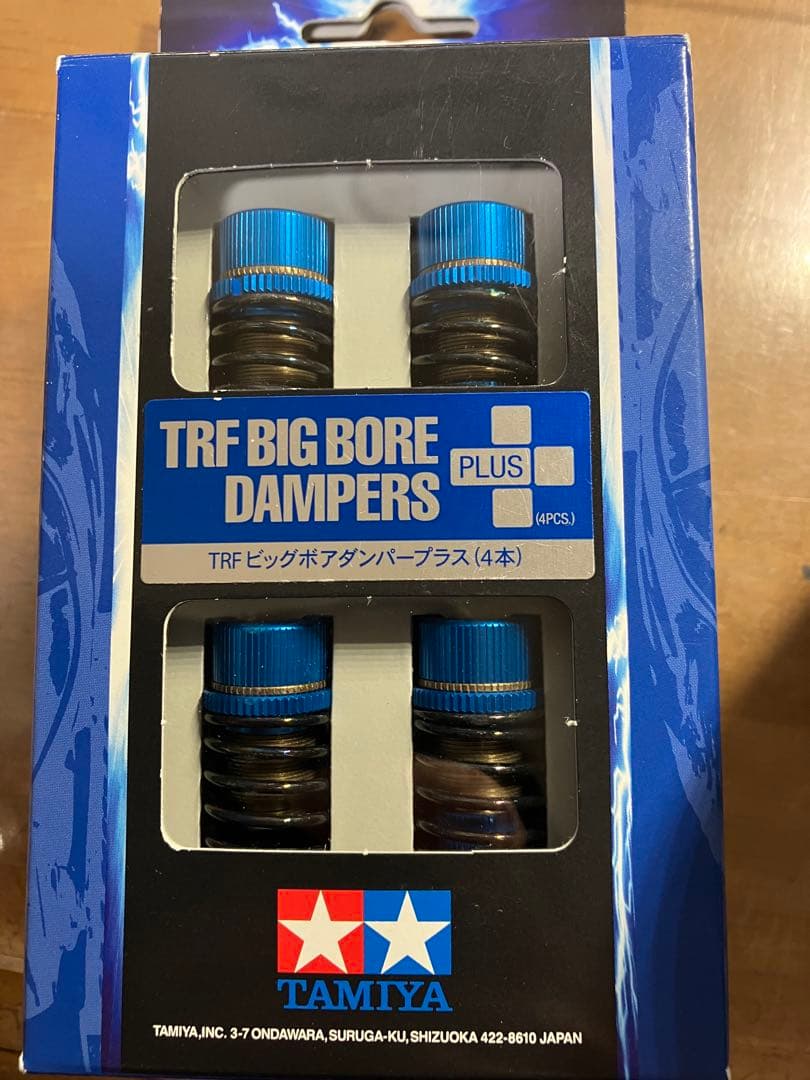 TRF BIG BORE
DAMPERS
PLUS
(4PCS.)
TRF ビッグボアダンパープラス(4本)
TAMIYA
TAMIYA,INC. 3-7 ONDAWARA,SURUGA-KU,SHIZUOKA 422-8610 JAPAN